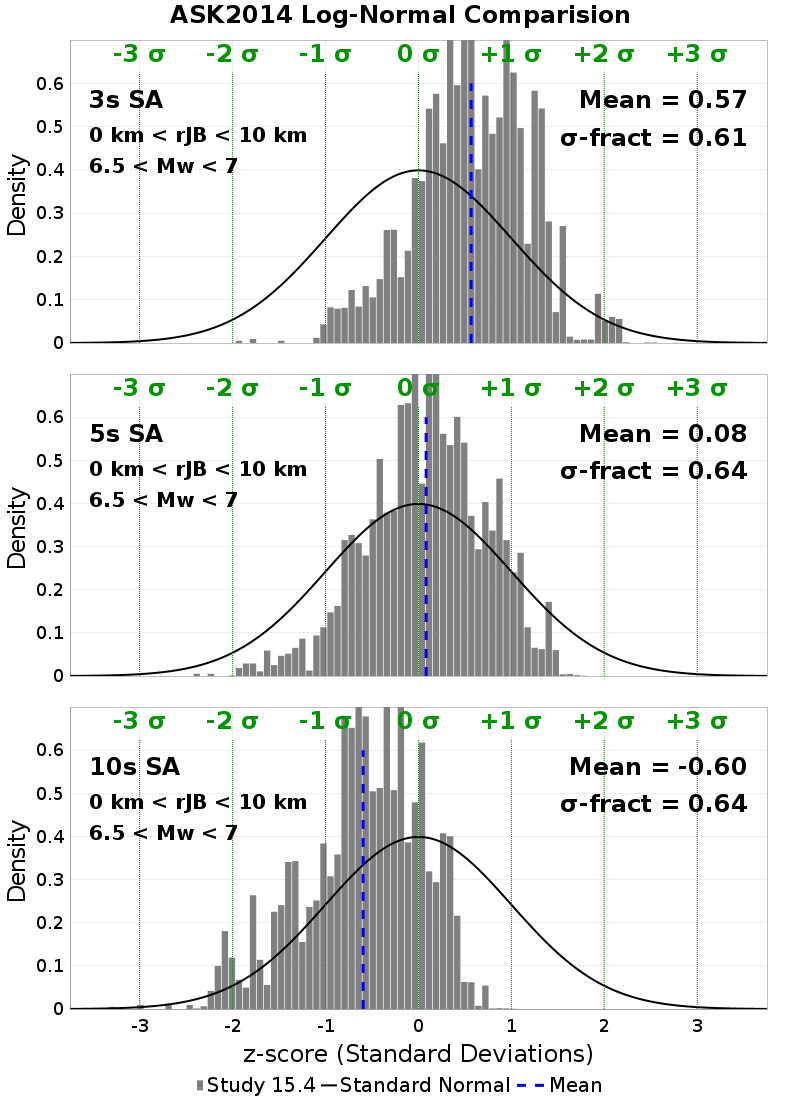 ASK2014 Log-Normal Comparision
-3 σ -2 σ -1 σ 0 σ +1 σ +2 σ +3 σ
3s SA
0 km < rJB < 10 km
6.5 < Mw < 7
Mean = 0.57
σ-fract = 0.61
Density
0.6
0.5
0.4
0.3
0.2
0.1
0
-3 σ -2 σ -1 σ 0 σ +1 σ +2 σ +3 σ
5s SA
0 km < rJB < 10 km
6.5 < Mw < 7
Mean = 0.08
σ-fract = 0.64
Density
0.6
0.5
0.4
0.3
0.2
0.1
0
-3 σ -2 σ -1 σ 0 σ +1 σ +2 σ +3 σ
10s SA
0 km < rJB < 10 km
6.5 < Mw < 7
Mean = -0.60
σ-fract = 0.64
Density
0.6
0.5
0.4
0.3
0.2
0.1
0
-3 -2 -1 0 1 2 3
z-score (Standard Deviations)
Study 15.4 Standard Normal Mean